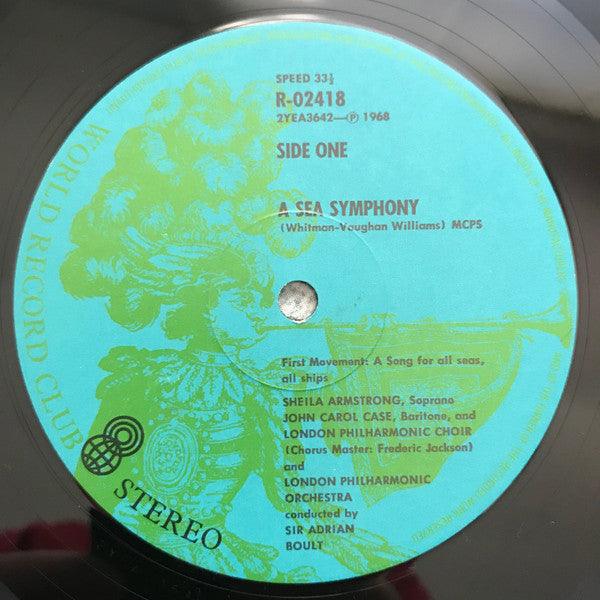 SPEED 33⅓
R-02418
2YEA3642—Ⓟ 1968
SIDE ONE
A SEA SYMPHONY
(Whitman-Vaughan Williams) MCPS
First Movement: A Song for all seas,
all ships
SHEILA ARMSTRONG, Soprano
JOHN CAROL CASE, Baritone, and
LONDON PHILHARMONIC CHOIR
(Chorus Master: Frederic Jackson)
and
LONDON PHILHARMONIC
ORCHESTRA
conducted by
SIR ADRIAN
BOULT
WORLD RECORD CLUB
STEREO